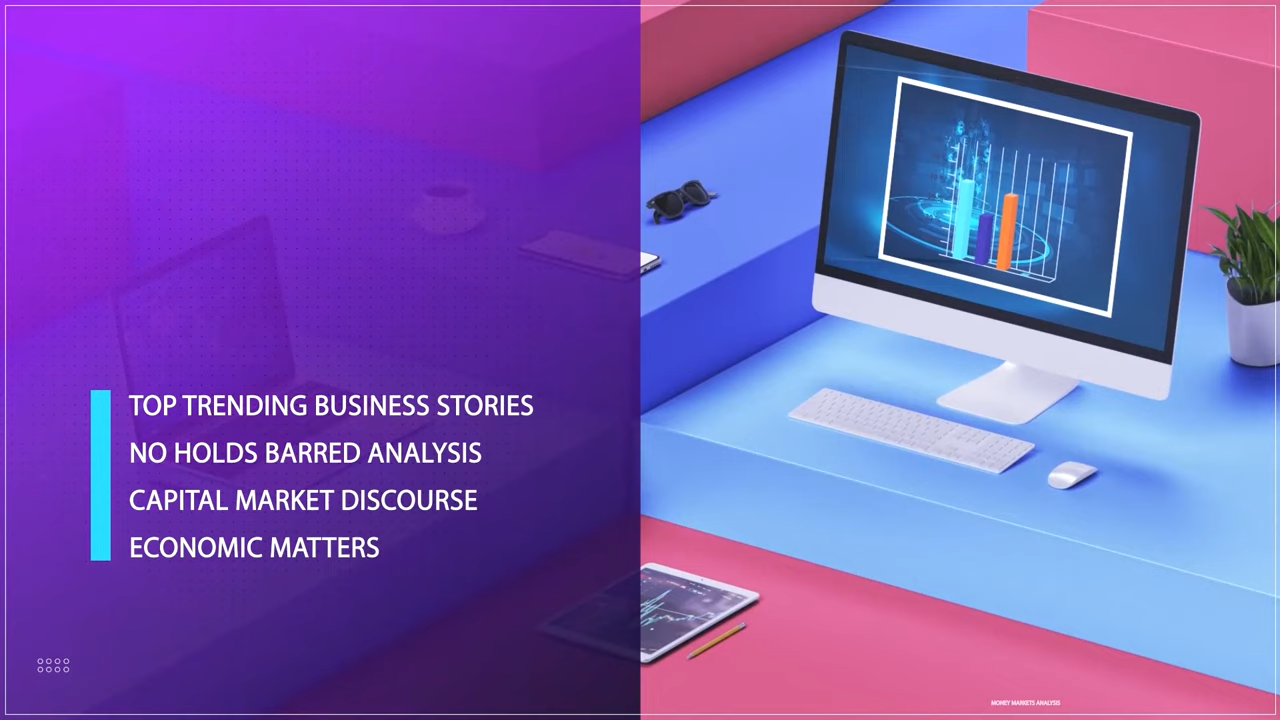 TOP TRENDING BUSINESS STORIES
NO HOLDS BARRED ANALYSIS
CAPITAL MARKET DISCOURSE
ECONOMIC MATTERS
MONEY MARKETS ANALYSIS